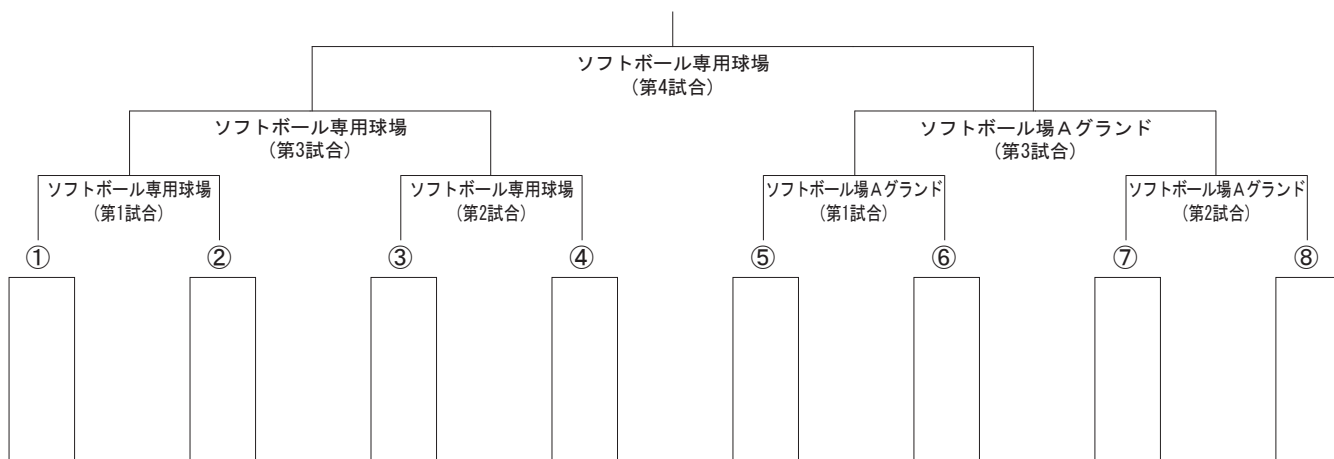 ソフトボール専用球場
(第4試合)
ソフトボール専用球場
(第3試合)
ソフトボール場Aグランド
(第3試合)
ソフトボール専用球場
(第1試合)
ソフトボール専用球場
(第2試合)
ソフトボール場Aグランド
(第1試合)
ソフトボール場Aグランド
(第2試合)
① ② ③ ④ ⑤ ⑥ ⑦ ⑧